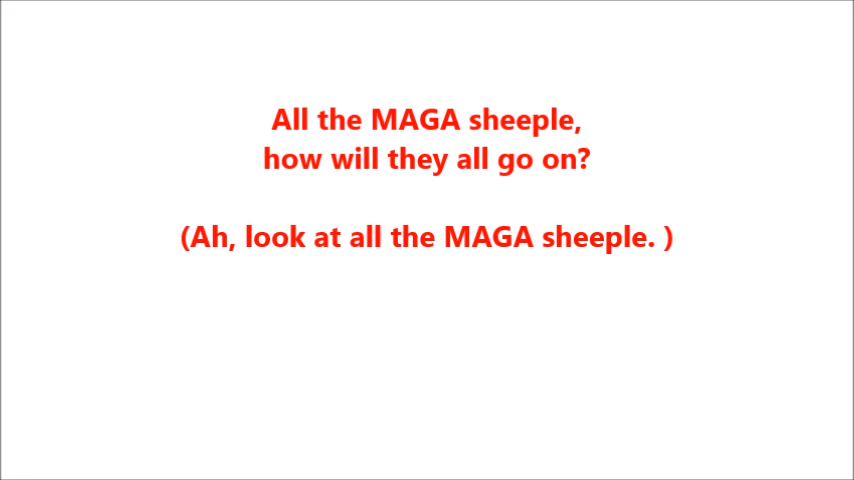 All the MAGA sheeple,
how will they all go on?
(Ah, look at all the MAGA sheeple. )